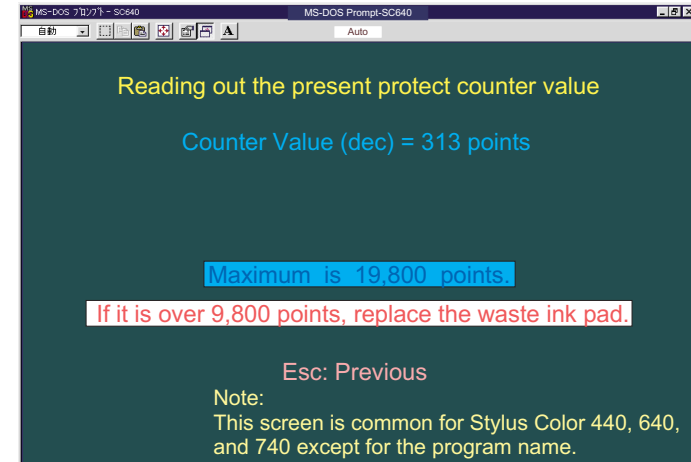 MS-DOS プロンプト - SC640
MS-DOS Prompt-SC640
自動
A
Auto
Reading out the present protect counter value
Counter Value (dec) = 313 points
Maximum is 19,800 points.
If it is over 9,800 points, replace the waste ink pad.
Esc: Previous
Note:
This screen is common for Stylus Color 440, 640,
and 740 except for the program name.